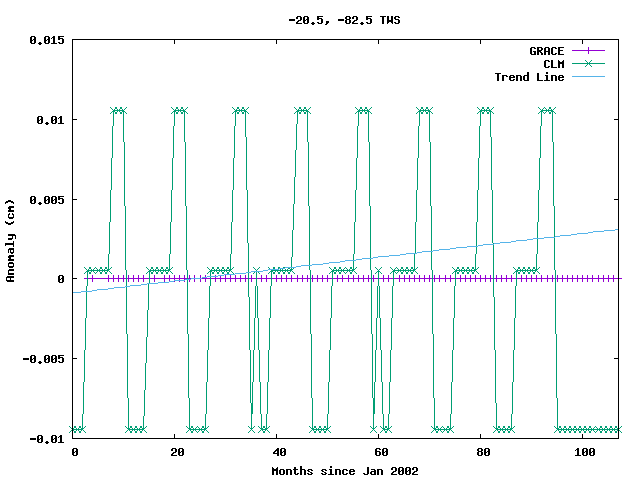 -20.5, -82.5 TWS
GRACE
CLM
Trend Line
0.015
0.01
0.005
0
-0.005
-0.01
Anomaly (cm)
0 20 40 60 80 100
Months since Jan 2002